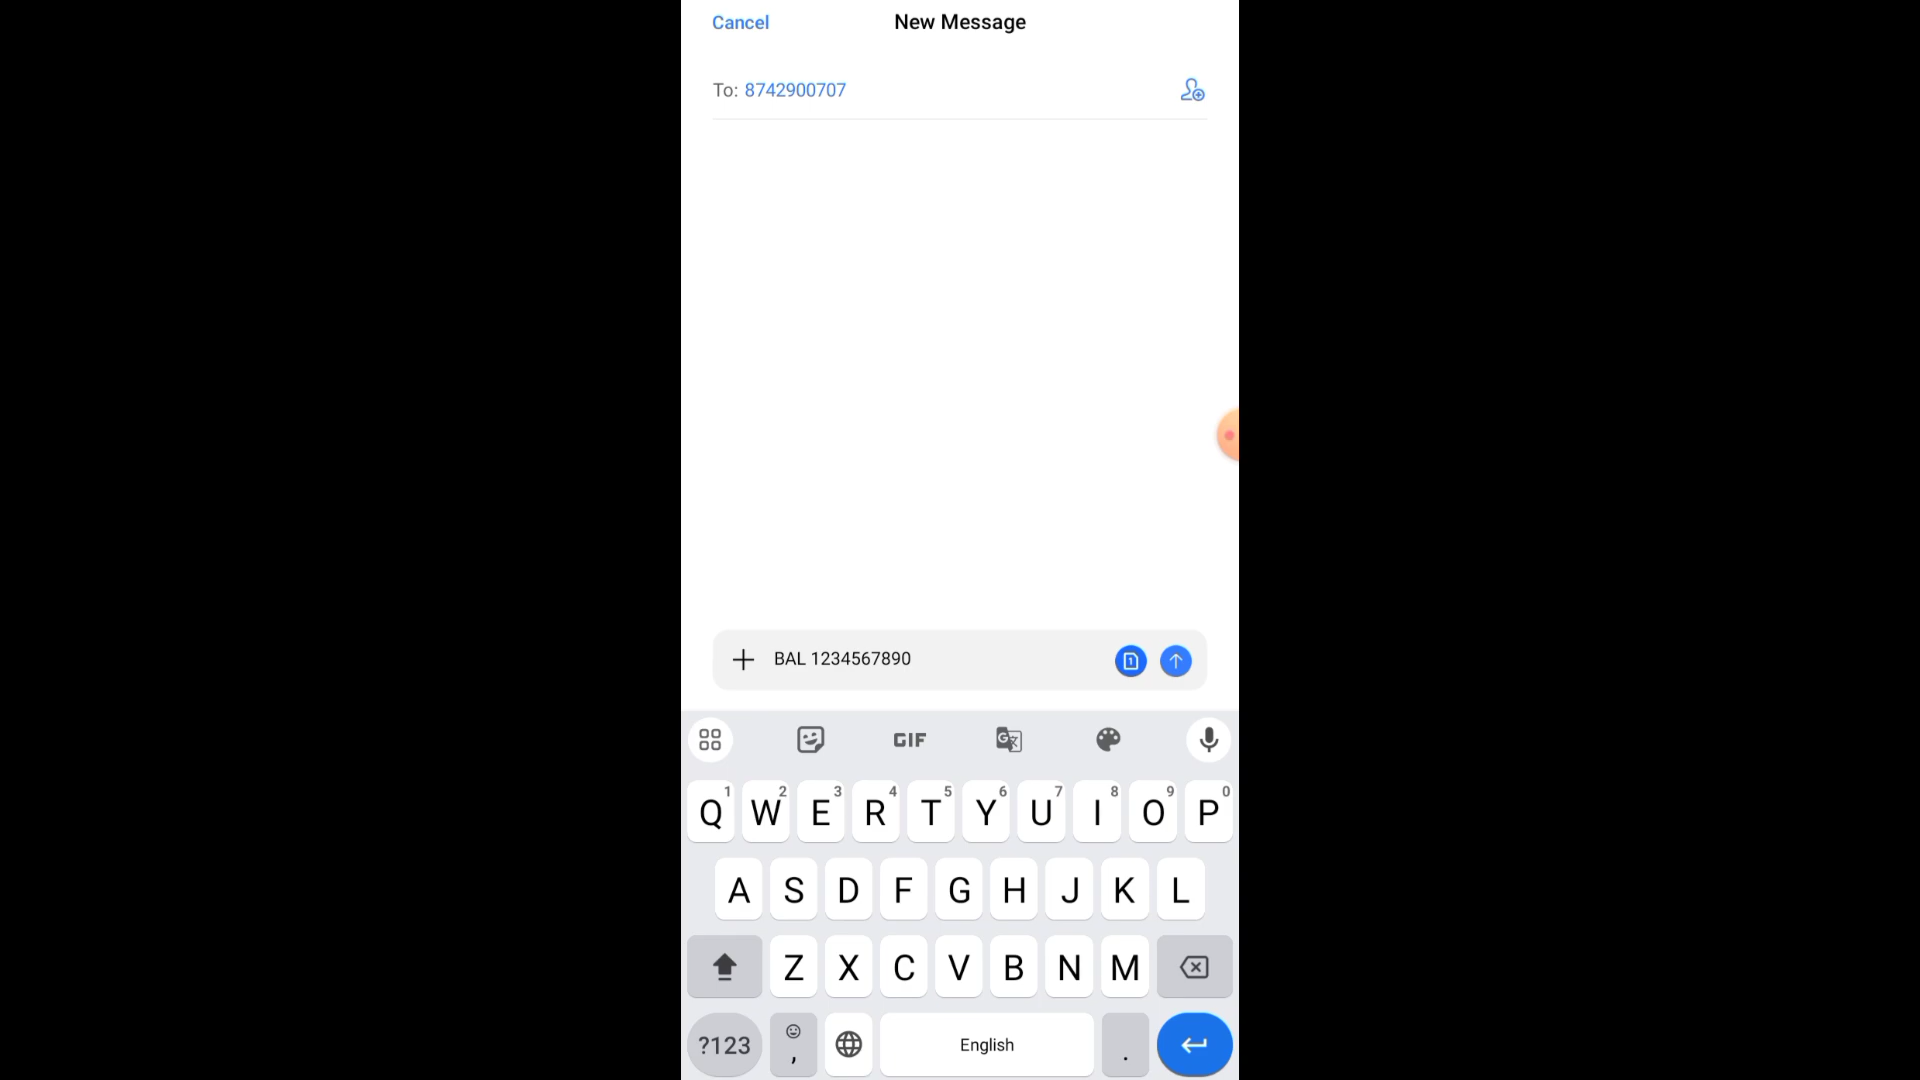 Cancel New Message
To: 8742900707
BAL 1234567890
GIF
Q 1 W 2 E 3 R 4 T 5 Y 6 U 7 I 8 O 9 P 0
A S D F G H J K L
Z X C V B N M
?123 , English .